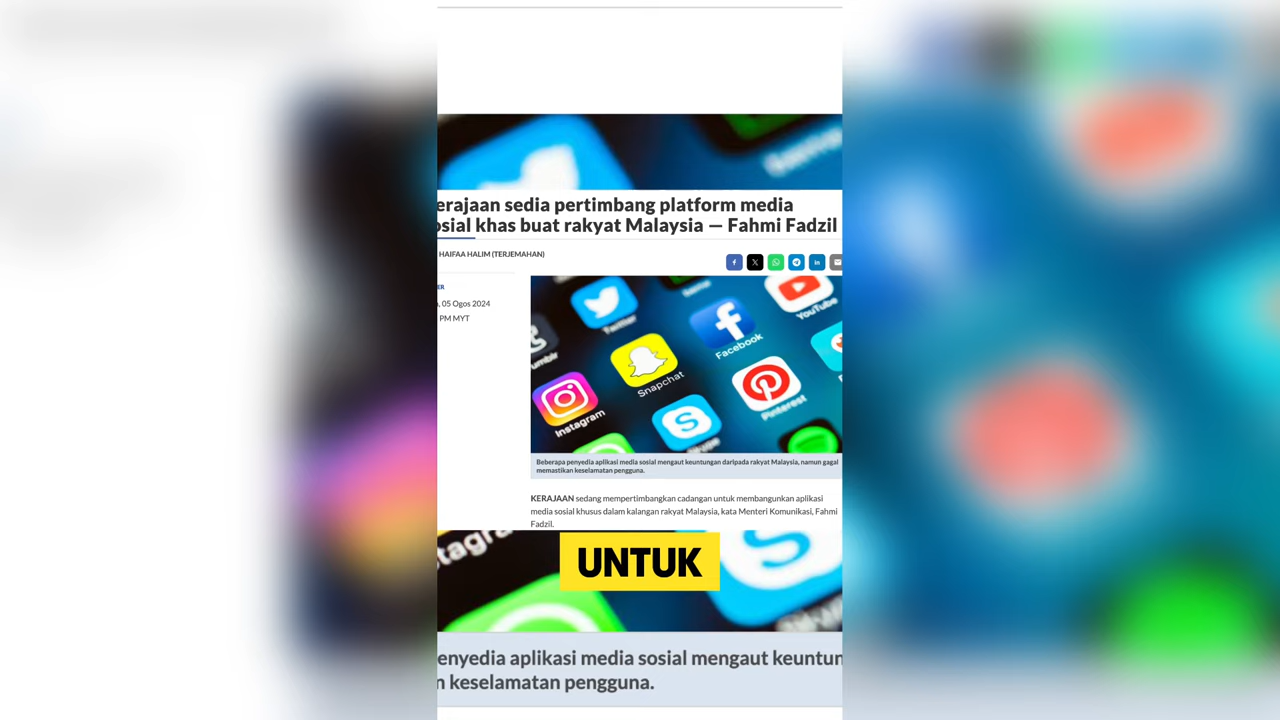 erajaan sedia pertimbang platform media
osial khas buat rakyat Malaysia — Fahmi Fadzil
HAIFAA HALIM (TERJEMAHAN)
ER
, 05 Ogos 2024
PM MYT
Twitter
YouTube
umblr
Facebook
Snapchat
Instagram
Pinterest
Beberapa penyedia aplikasi media sosial mengaut keuntungan daripada rakyat Malaysia, namun gagal
memastikan keselamatan pengguna.
KERAJAAN sedang mempertimbangkan cadangan untuk membangunkan aplikasi
media sosial khusus dalam kalangan rakyat Malaysia, kata Menteri Komunikasi, Fahmi
Fadzil.
stagra
UNTUK
enyedia aplikasi media sosial mengaut keuntun
n keselamatan pengguna.